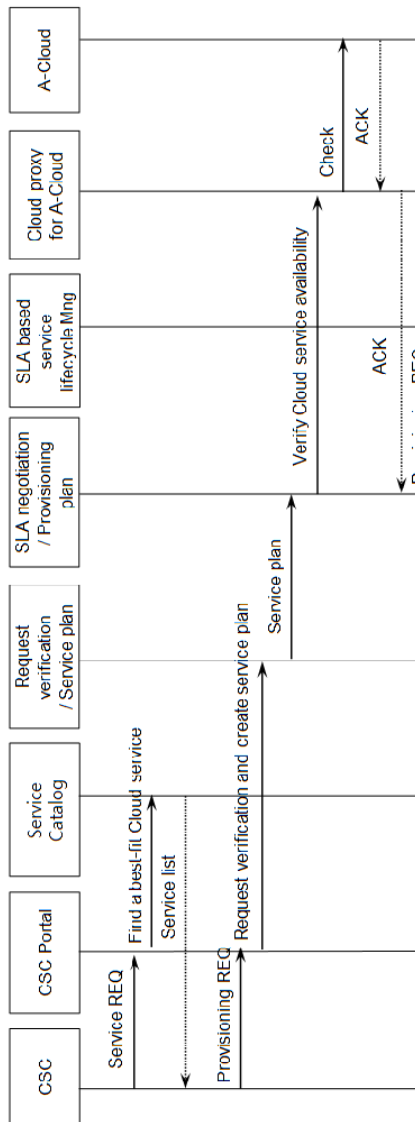 CSC
CSC Portal
Service
Catalog
Request
verification
/ Service plan
SLA negotiation
/ Provisioning
plan
SLA based
service
lifecycle Mng
Cloud proxy
for A-Cloud
A-Cloud
Service REQ
Find a best-fit Cloud service
Service list
Provisioning REQ
Request verification and create service plan
Service plan
Verify Cloud service availability
Check
ACK
ACK